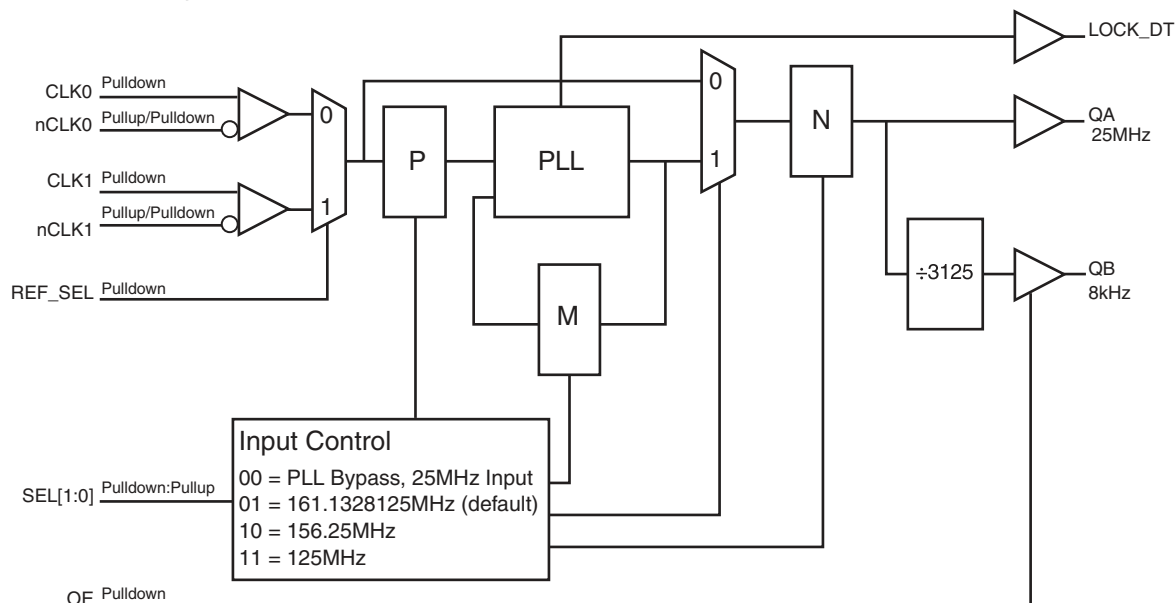 CLK0 Pulldown
nCLK0 Pullup/Pulldown
CLK1 Pulldown
nCLK1 Pullup/Pulldown
REF_SEL Pulldown
0
1
P
PLL
M
0
1
N
÷3125
LOCK_DT
QA
25MHz
QB
8kHz
SEL[1:0] Pulldown:Pullup
Input Control
00 = PLL Bypass, 25MHz Input
01 = 161.1328125MHz (default)
10 = 156.25MHz
11 = 125MHz
OE Pulldown